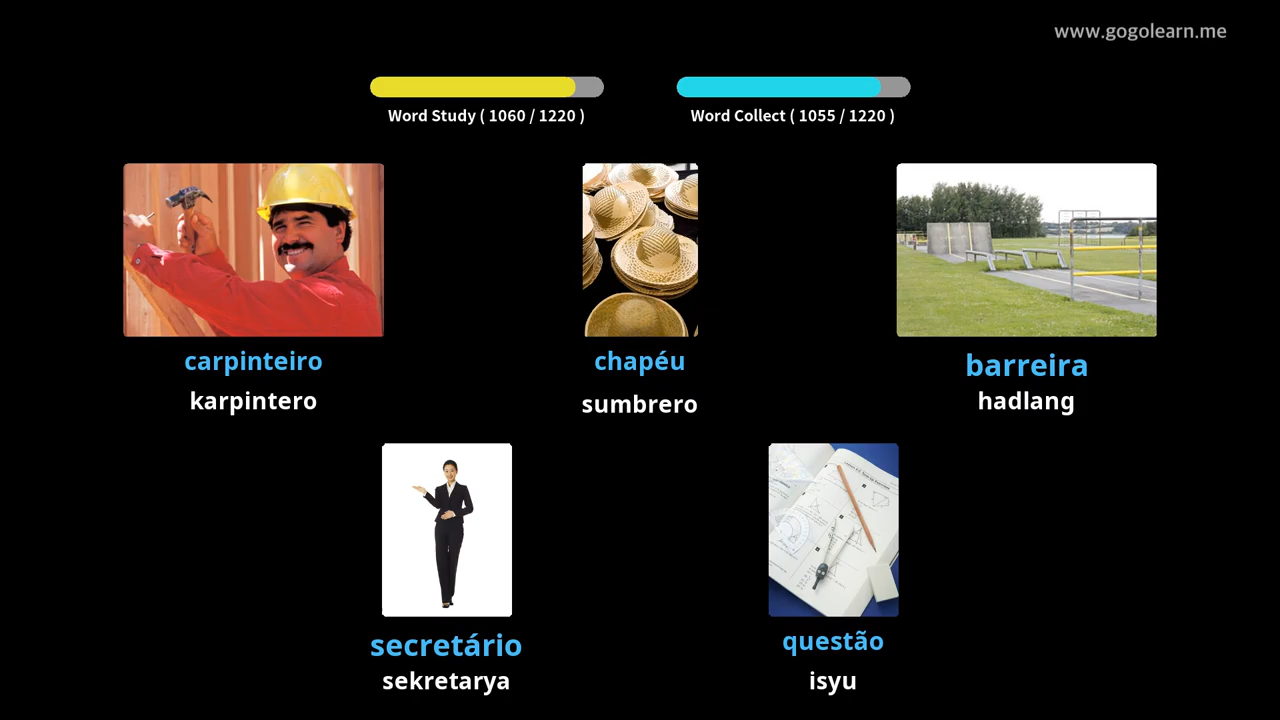 www.gogolearn.me
Word Study ( 1060 / 1220 )
Word Collect ( 1055 / 1220 )
carpinteiro
karpintero
chapéu
sumbrero
barreira
hadlang
secretário
sekretarya
questão
isyu